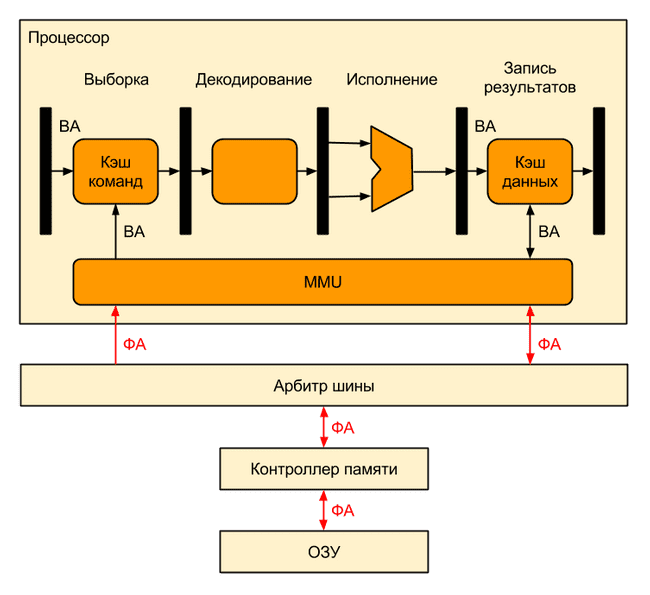 Процессор
Выборка
Декодирование
Исполнение
Запись
результатов
ВА
Кэш
команд
ВА
Кэш
данных
ВА
ВА
MMU
ФА
ФА
Арбитр шины
ФА
Контроллер памяти
ФА
ОЗУ